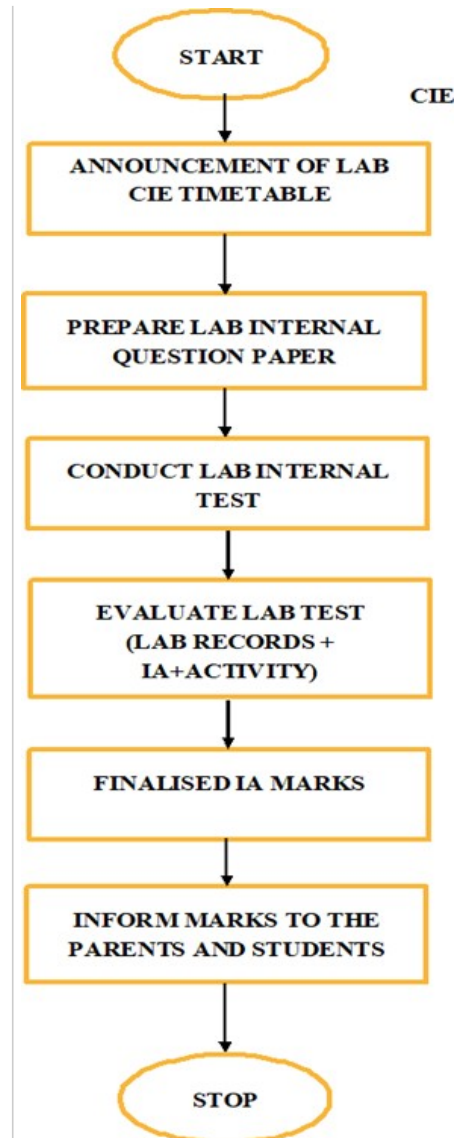 START
CIE
ANNOUNCEMENT OF LAB
CIE TIMETABLE
PREPARE LAB INTERNAL
QUESTION PAPER
CONDUCT LAB INTERNAL
TEST
EVALUATE LAB TEST
(LAB RECORDS +
IA+ACTIVITY)
FINALISED IA MARKS
INFORM MARKS TO THE
PARENTS AND STUDENTS
STOP